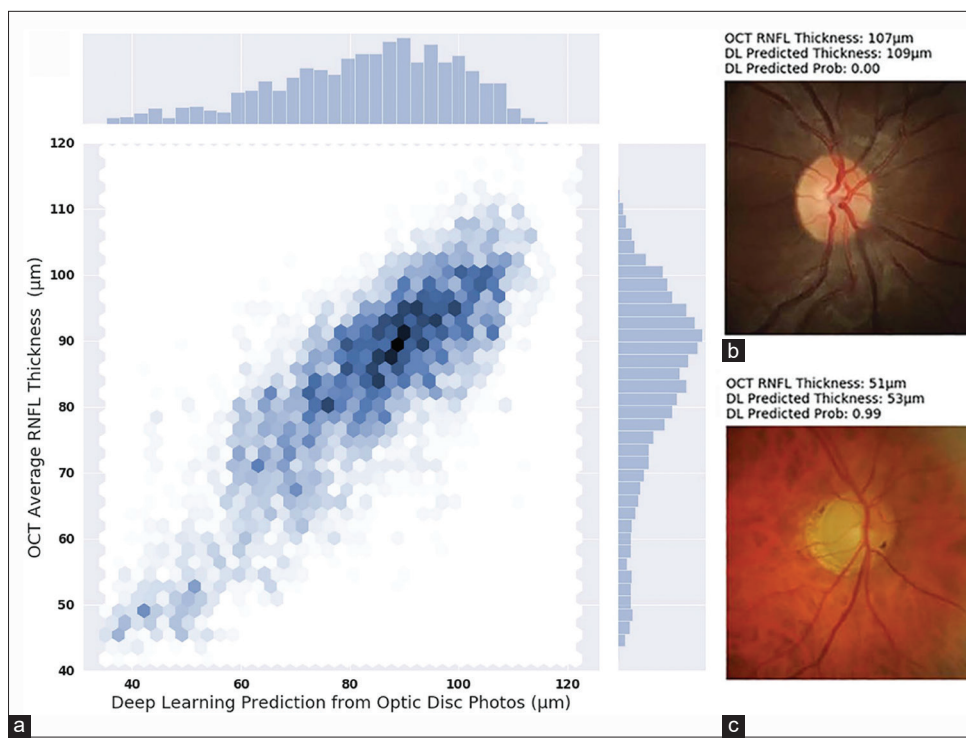 OCT RNFL Thickness: 107μm
DL Predicted Thickness: 109μm
DL Predicted Prob: 0.00
120
110
100
90
80
70
60
50
40
OCT Average RNFL Thickness (μm)
40 60 80 100 120
Deep Learning Prediction from Optic Disc Photos (μm)
a
b
OCT RNFL Thickness: 51μm
DL Predicted Thickness: 53μm
DL Predicted Prob: 0.99
c